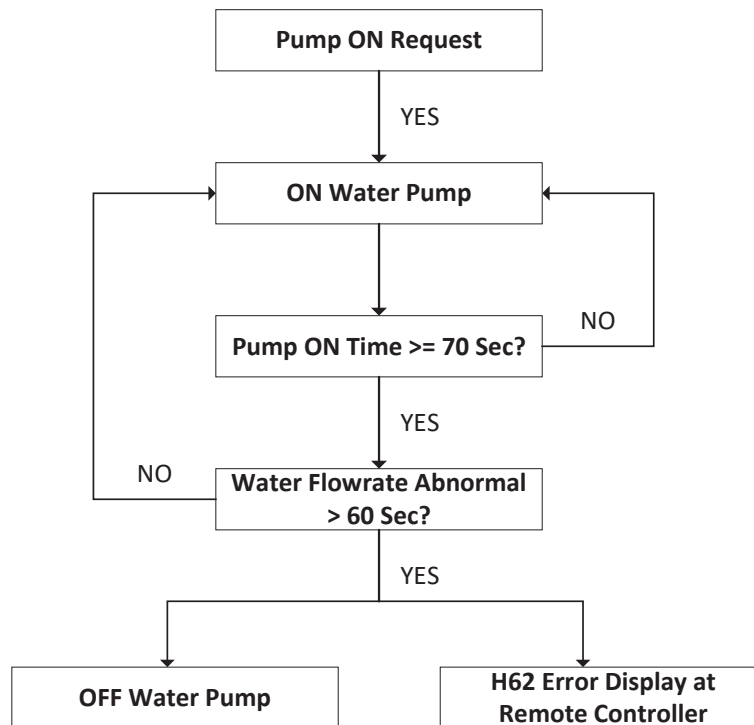 Pump ON Request
YES
ON Water Pump
Pump ON Time >= 70 Sec?
NO
YES
NO
Water Flowrate Abnormal
> 60 Sec?
YES
OFF Water Pump
H62 Error Display at
Remote Controller